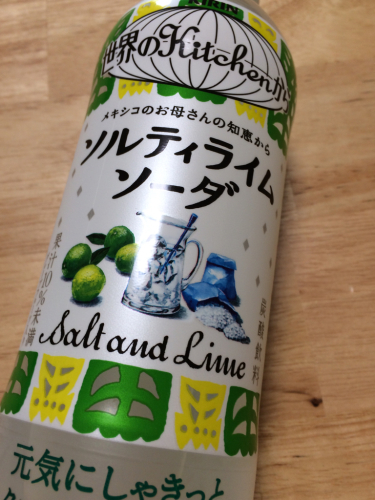 KIRIN
世界のKitchenから
メキシコのお母さんの知恵から
ソルティライム
ソーダ
果汁10%未満
炭酸飲料
Salt and Lime
元気にしゃきっと